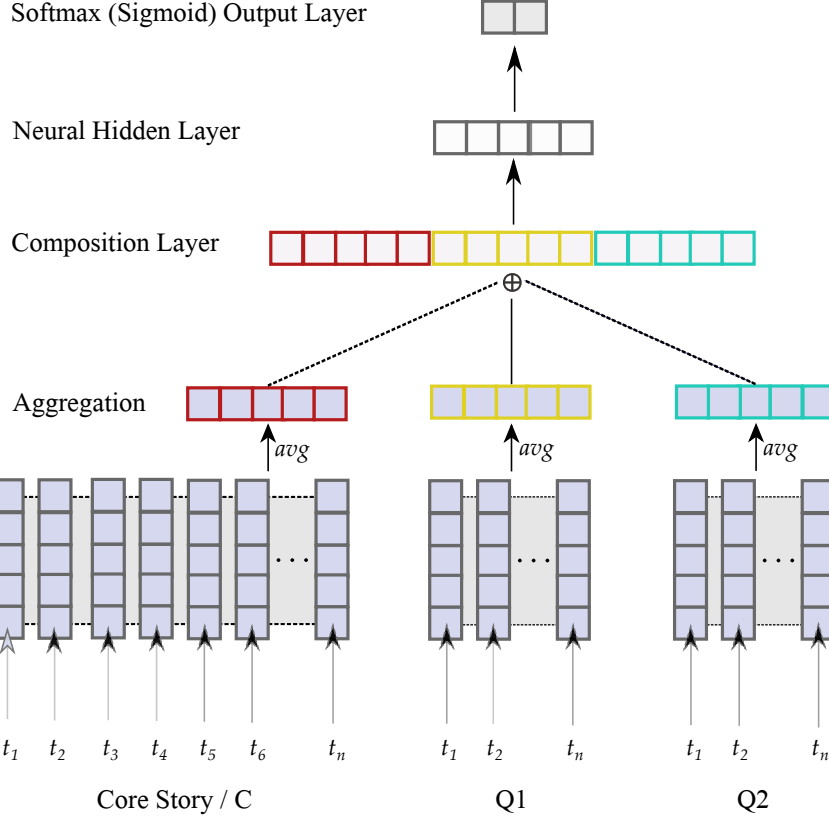 Softmax (Sigmoid) Output Layer
Neural Hidden Layer
Composition Layer
⊕
Aggregation
avg avg avg
... ... ...
t1 t2 t3 t4 t5 t6 tn t1 t2 tn t1 t2 tn
Core Story / C Q1 Q2